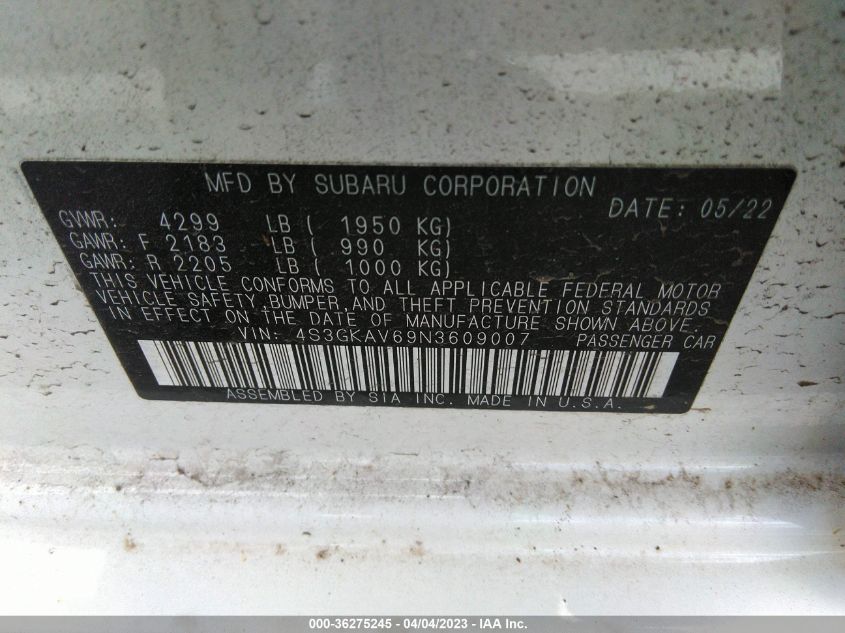 MFD BY SUBARU CORPORATION
DATE: 05/22
GVWR: 4299 LB ( 1950 KG)
GAWR: F 2183 LB ( 990 KG)
GAWR: R 2205 LB ( 1000 KG)
THIS VEHICLE CONFORMS TO ALL APPLICABLE FEDERAL MOTOR
VEHICLE SAFETY, BUMPER, AND THEFT PREVENTION STANDARDS
IN EFFECT ON THE DATE OF MANUFACTURE SHOWN ABOVE.
VIN: 4S3GKAV69N3609007 PASSENGER CAR
ASSEMBLED BY SIA INC. MADE IN U.S.A.
000-36275245 - 04/04/2023 - IAA Inc.